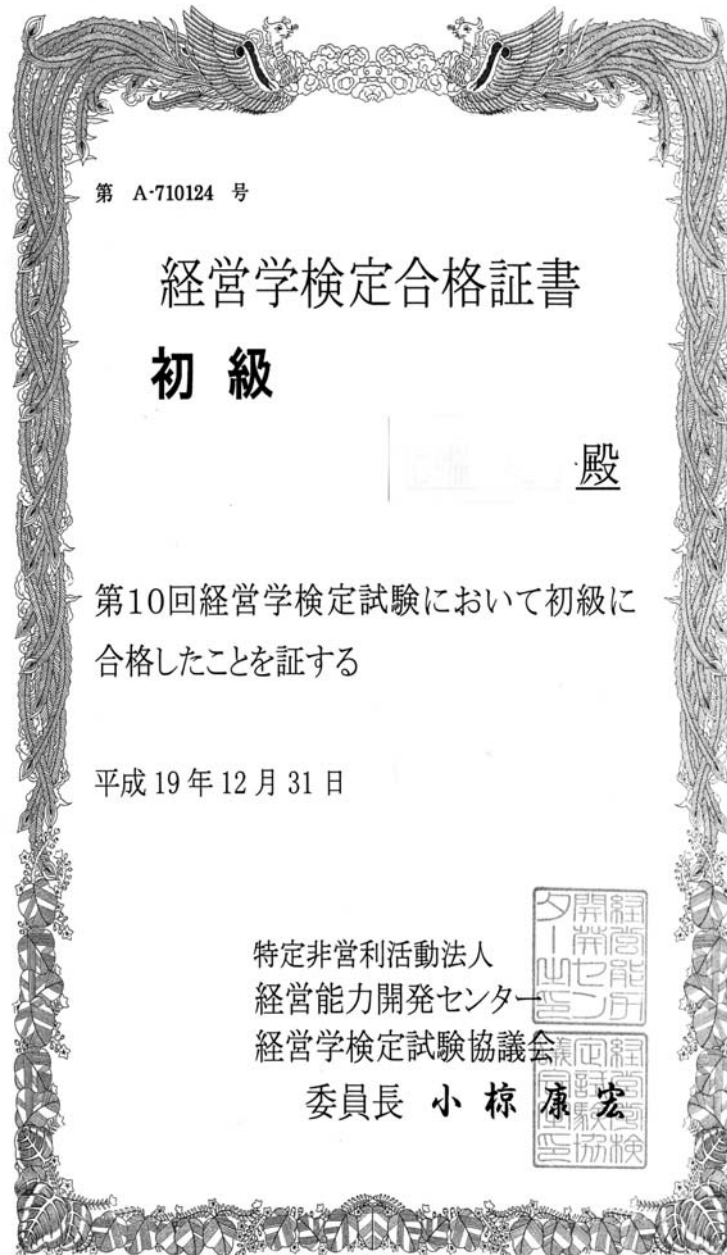 第 A-710124 号
経営学検定合格証書
初級
殿
第10回経営学検定試験において初級に
合格したことを証する
平成19年12月31日
特定非営利活動法人
経営能力開発センター
経営学検定試験協議会
委員長 小椋康宏